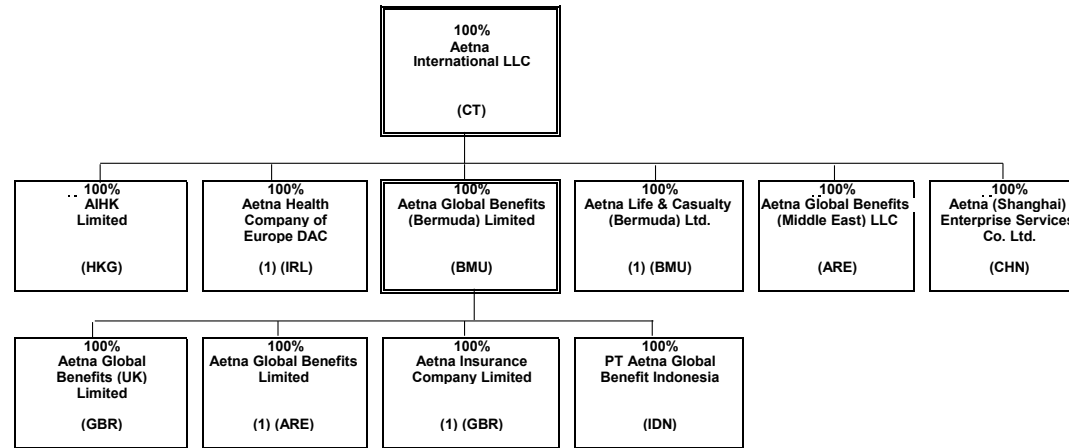 100%
Aetna
International LLC
(CT)
100%
AIHK
Limited
(HKG)
100%
Aetna Health
Company of
Europe DAC
(1) (IRL)
100%
Aetna Global Benefits
(Bermuda) Limited
(BMU)
100%
Aetna Life & Casualty
(Bermuda) Ltd.
(1) (BMU)
100%
Aetna Global Benefits
(Middle East) LLC
(ARE)
100%
Aetna (Shanghai)
Enterprise Services
Co. Ltd.
(CHN)
100%
Aetna Global
Benefits (UK)
Limited
(GBR)
100%
Aetna Global Benefits
Limited
(1) (ARE)
100%
Aetna Insurance
Company Limited
(1) (GBR)
100%
PT Aetna Global
Benefit Indonesia
(IDN)